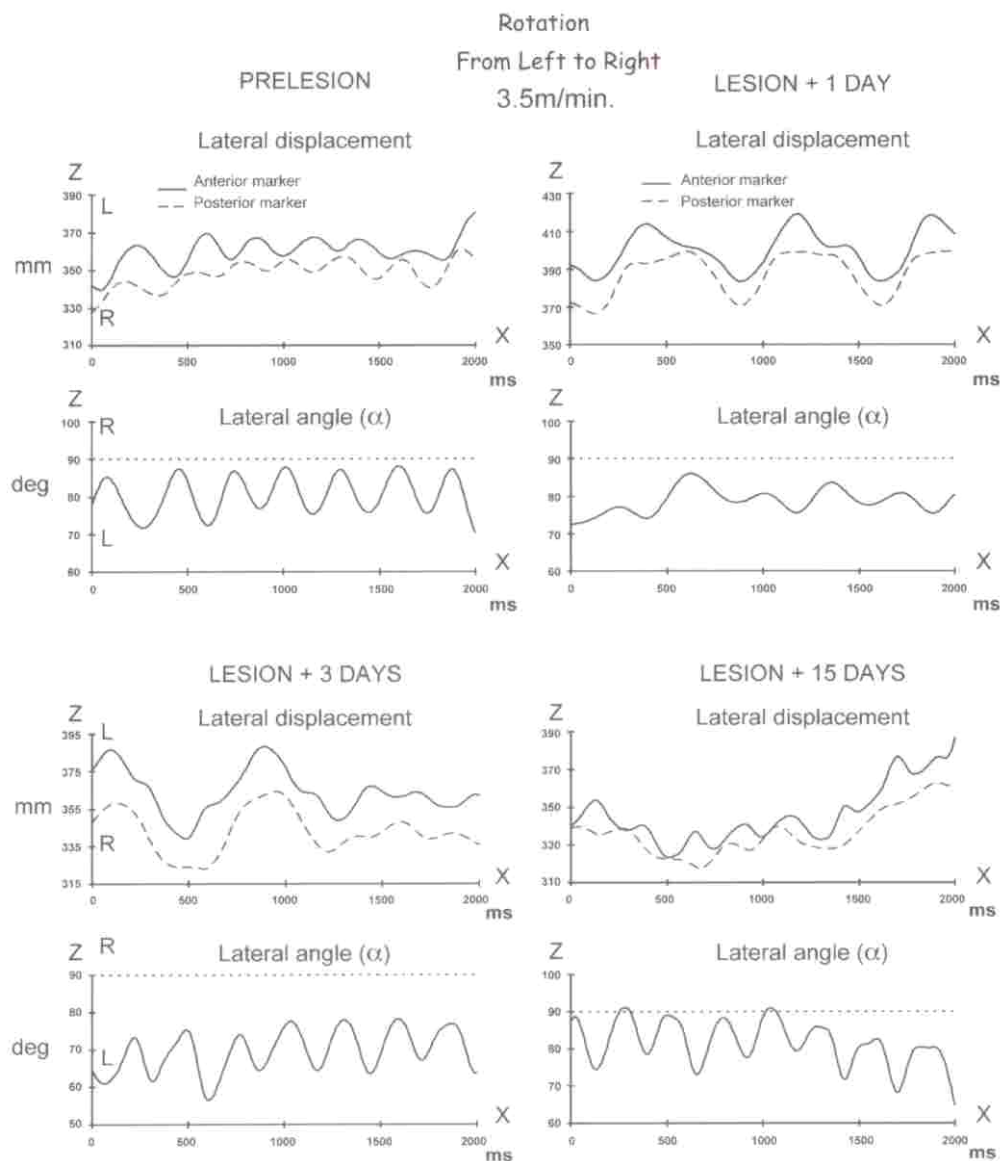 Rotation
From Left to Right
3.5m/min.
PRELESION
LESION + 1 DAY
Lateral displacement
Z
390
370
350
330
310
mm
L
R
Anterior marker
Posterior marker
0 500 1000 1500 2000
X
ms
Lateral displacement
Z
430
410
390
370
350
Anterior marker
Posterior marker
0 500 1000 1500 2000
X
ms
Lateral angle (α)
Z
100
90
80
70
60
deg
R
L
0 500 1000 1500 2000
X
ms
Lateral angle (α)
Z
100
90
80
70
60
0 500 1000 1500 2000
X
ms
LESION + 3 DAYS
LESION + 15 DAYS
Lateral displacement
Z
395
375
355
335
315
mm
L
R
0 500 1000 1500 2000
X
ms
Lateral displacement
Z
390
370
350
330
310
0 500 1000 1500 2000
X
ms
Lateral angle (α)
Z
90
80
70
60
50
deg
R
L
0 500 1000 1500 2000
X
ms
Lateral angle (α)
Z
100
90
80
70
60
0 500 1000 1500 2000
X
ms